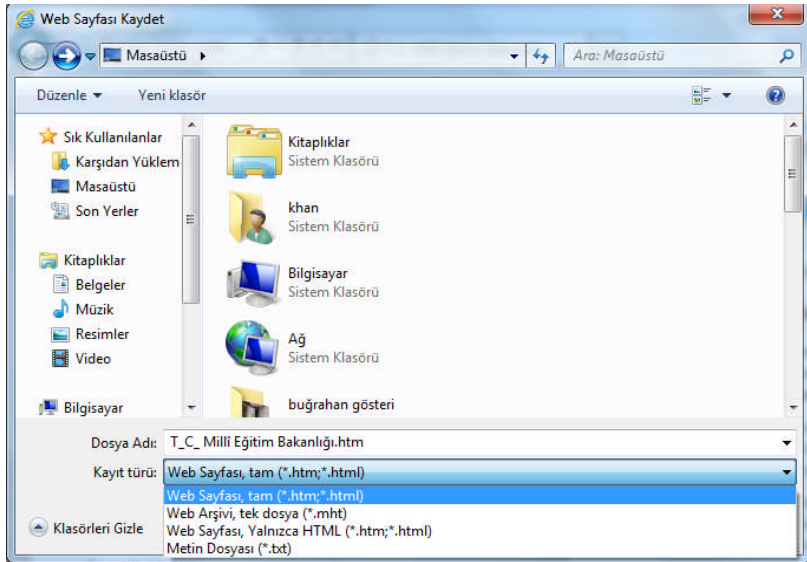 Web Sayfası Kaydet
Masaüstü
Ara: Masaüstü
Düzenle
Yeni klasör
Sık Kullanılanlar
Karşıdan Yüklem
Masaüstü
Son Yerler
Kitaplıklar
Belgeler
Müzik
Resimler
Video
Bilgisayar
Kitaplıklar
Sistem Klasörü
khan
Sistem Klasörü
Bilgisayar
Sistem Klasörü
Ağ
Sistem Klasörü
buğrahan gösteri
Dosya Adı: T_C_ Millî Eğitim Bakanlığı.htm
Kayıt türü: Web Sayfası, tam (*.htm;*.html)
Web Sayfası, tam (*.htm;*.html)
Web Arşivi, tek dosya (*.mht)
Web Sayfası, Yalnızca HTML (*.htm;*.html)
Metin Dosyası (*.txt)
Klasörleri Gizle